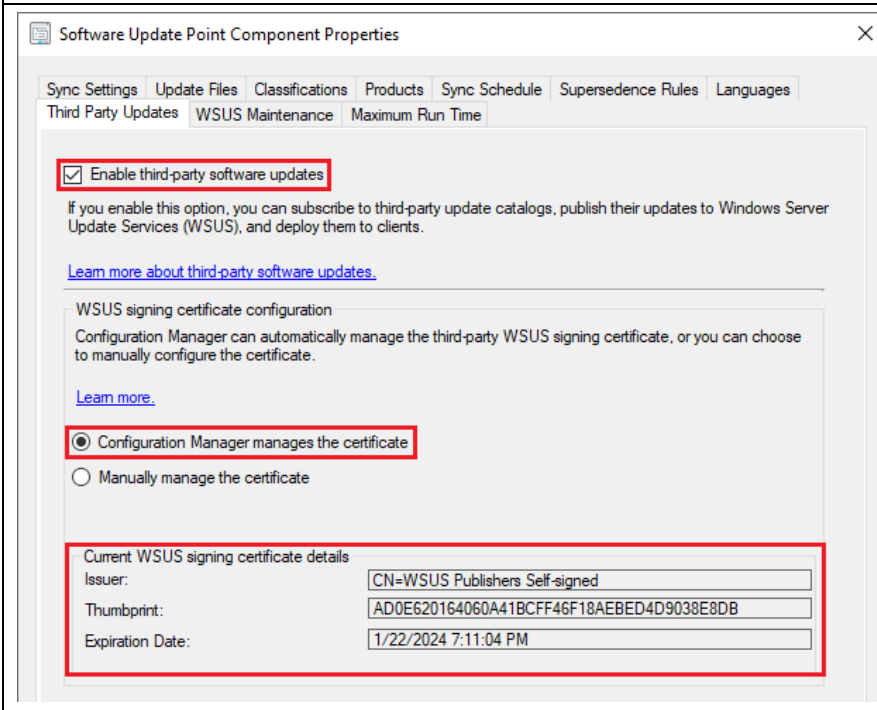 Software Update Point Component Properties
Sync Settings Update Files Classifications Products Sync Schedule Supersedence Rules Languages
Third Party Updates WSUS Maintenance Maximum Run Time
Enable third-party software updates
If you enable this option, you can subscribe to third-party update catalogs, publish their updates to Windows Server
Update Services (WSUS), and deploy them to clients.
Learn more about third-party software updates.
WSUS signing certificate configuration
Configuration Manager can automatically manage the third-party WSUS signing certificate, or you can choose
to manually configure the certificate.
Learn more.
Configuration Manager manages the certificate
Manually manage the certificate
Current WSUS signing certificate details
Issuer: CN=WSUS Publishers Self-signed
Thumbprint: AD0E620164060A41BCFF46F18AEBED4D9038E8DB
Expiration Date: 1/22/2024 7:11:04 PM